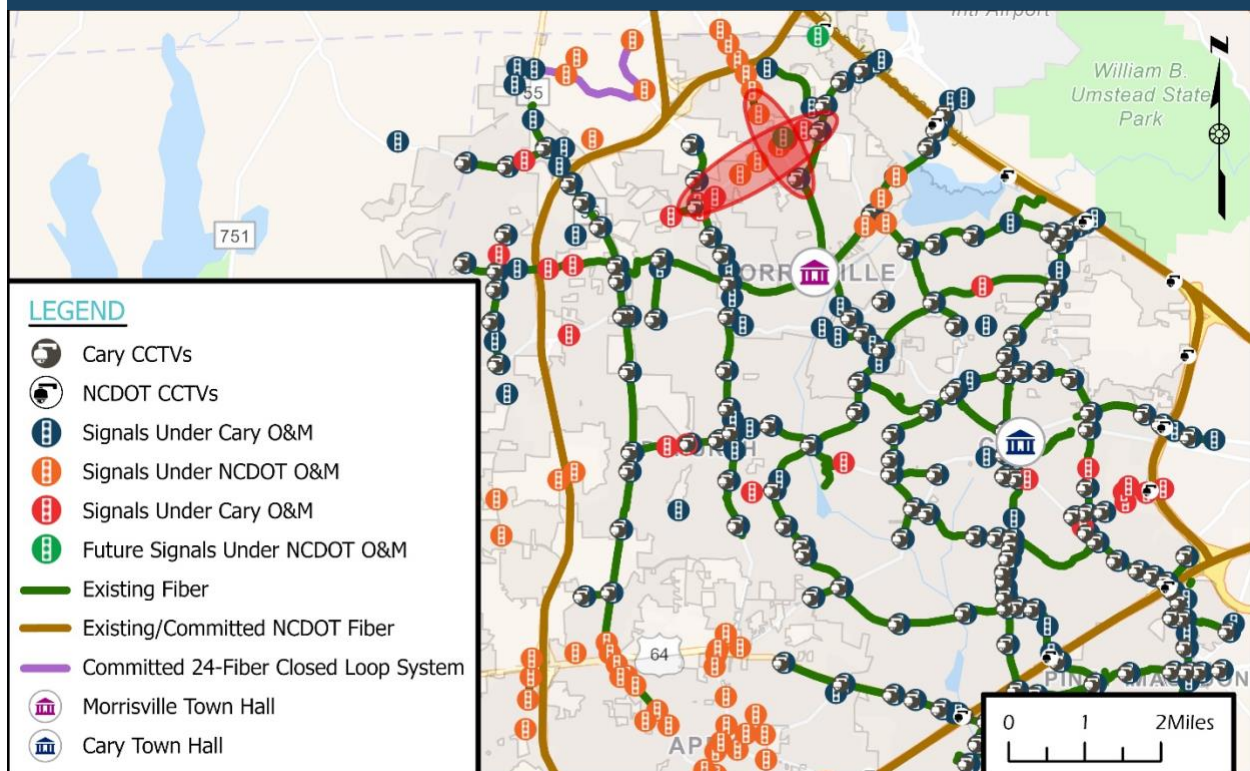 Intl Airport
William B.
Umstead State
Park
55
751
64
LEGEND
Cary CCTVs
NCDOT CCTVs
Signals Under Cary O&M
Signals Under NCDOT O&M
Signals Under Cary O&M
Future Signals Under NCDOT O&M
Existing Fiber
Existing/Committed NCDOT Fiber
Committed 24-Fiber Closed Loop System
Morrisville Town Hall
Cary Town Hall
0 1 2Miles